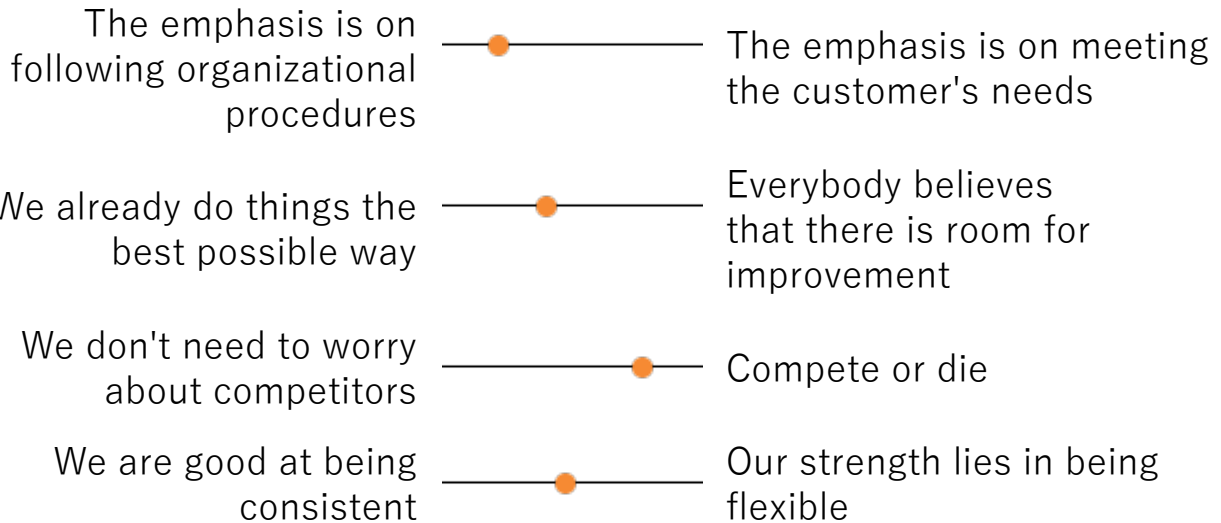 The emphasis is on
following organizational
procedures
The emphasis is on meeting
the customer's needs
We already do things the
best possible way
Everybody believes
that there is room for
improvement
We don't need to worry
about competitors
Compete or die
We are good at being
consistent
Our strength lies in being
flexible